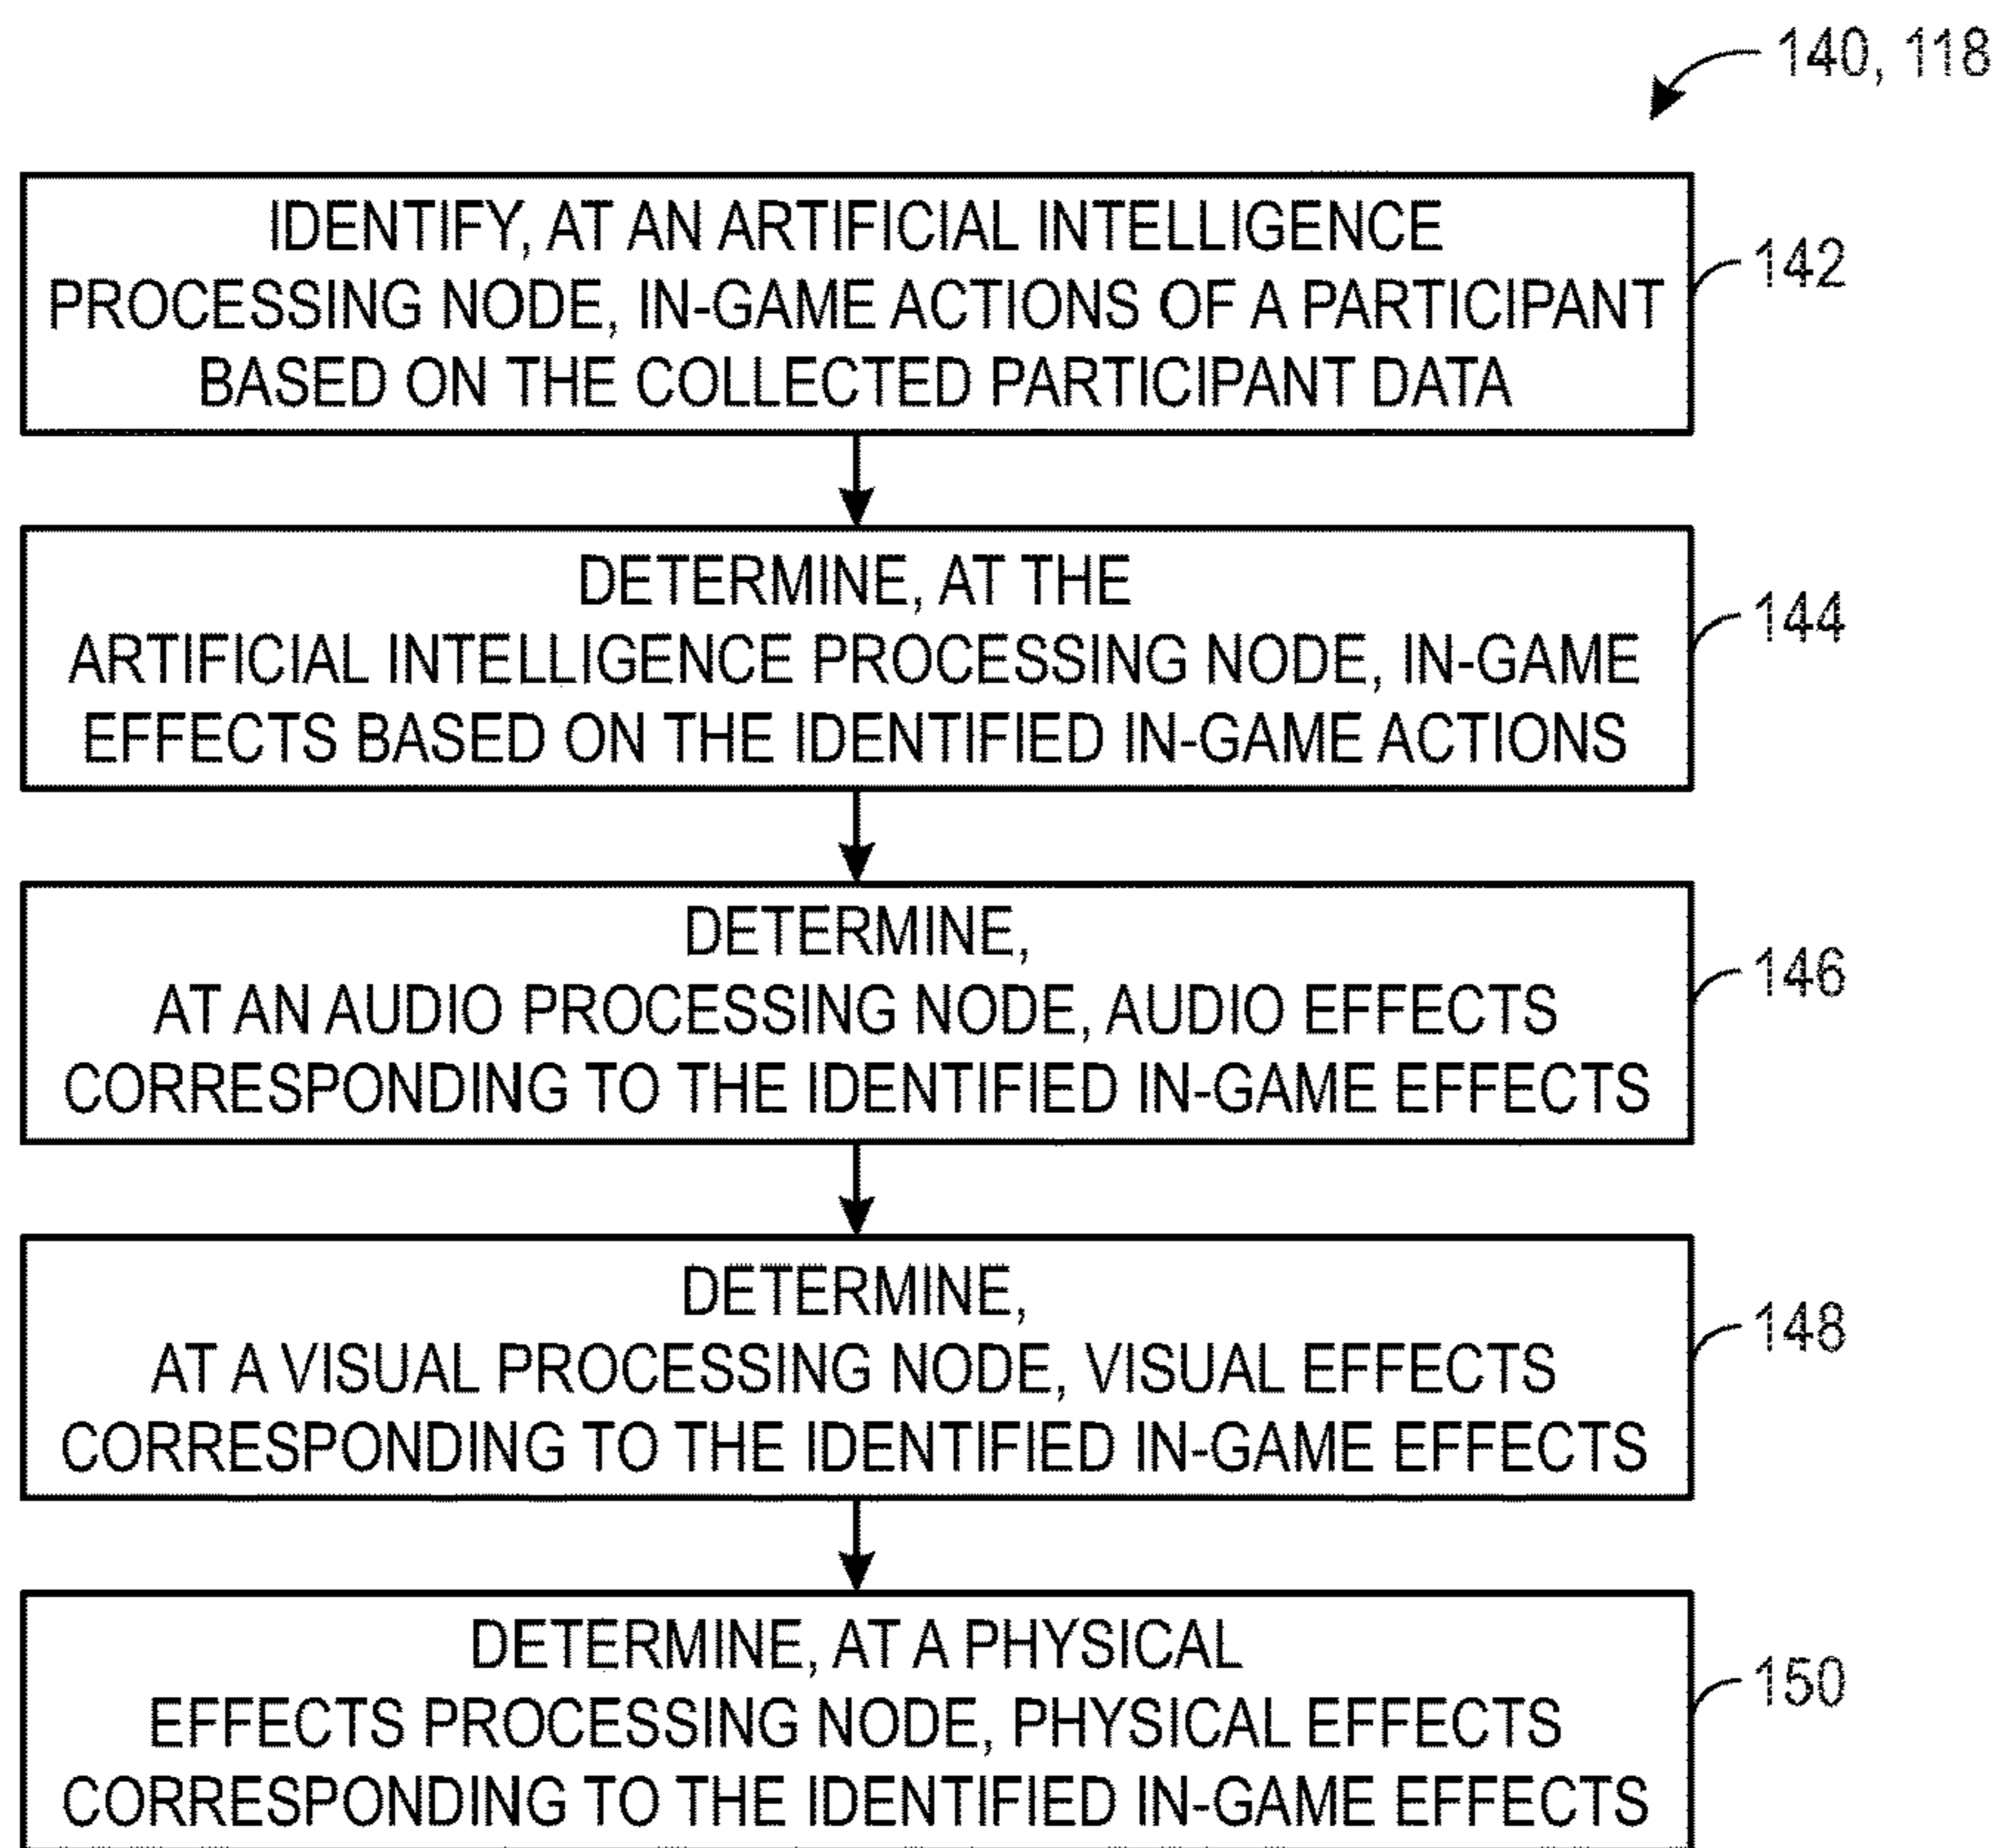 140, 118
IDENTIFY, AT AN ARTIFICIAL INTELLIGENCE
PROCESSING NODE, IN-GAME ACTIONS OF A PARTICIPANT
BASED ON THE COLLECTED PARTICIPANT DATA
142
DETERMINE, AT THE
ARTIFICIAL INTELLIGENCE PROCESSING NODE, IN-GAME
EFFECTS BASED ON THE IDENTIFIED IN-GAME ACTIONS
144
DETERMINE,
AT AN AUDIO PROCESSING NODE, AUDIO EFFECTS
CORRESPONDING TO THE IDENTIFIED IN-GAME EFFECTS
146
DETERMINE,
AT A VISUAL PROCESSING NODE, VISUAL EFFECTS
CORRESPONDING TO THE IDENTIFIED IN-GAME EFFECTS
148
DETERMINE, AT A PHYSICAL
EFFECTS PROCESSING NODE, PHYSICAL EFFECTS
CORRESPONDING TO THE IDENTIFIED IN-GAME EFFECTS
150